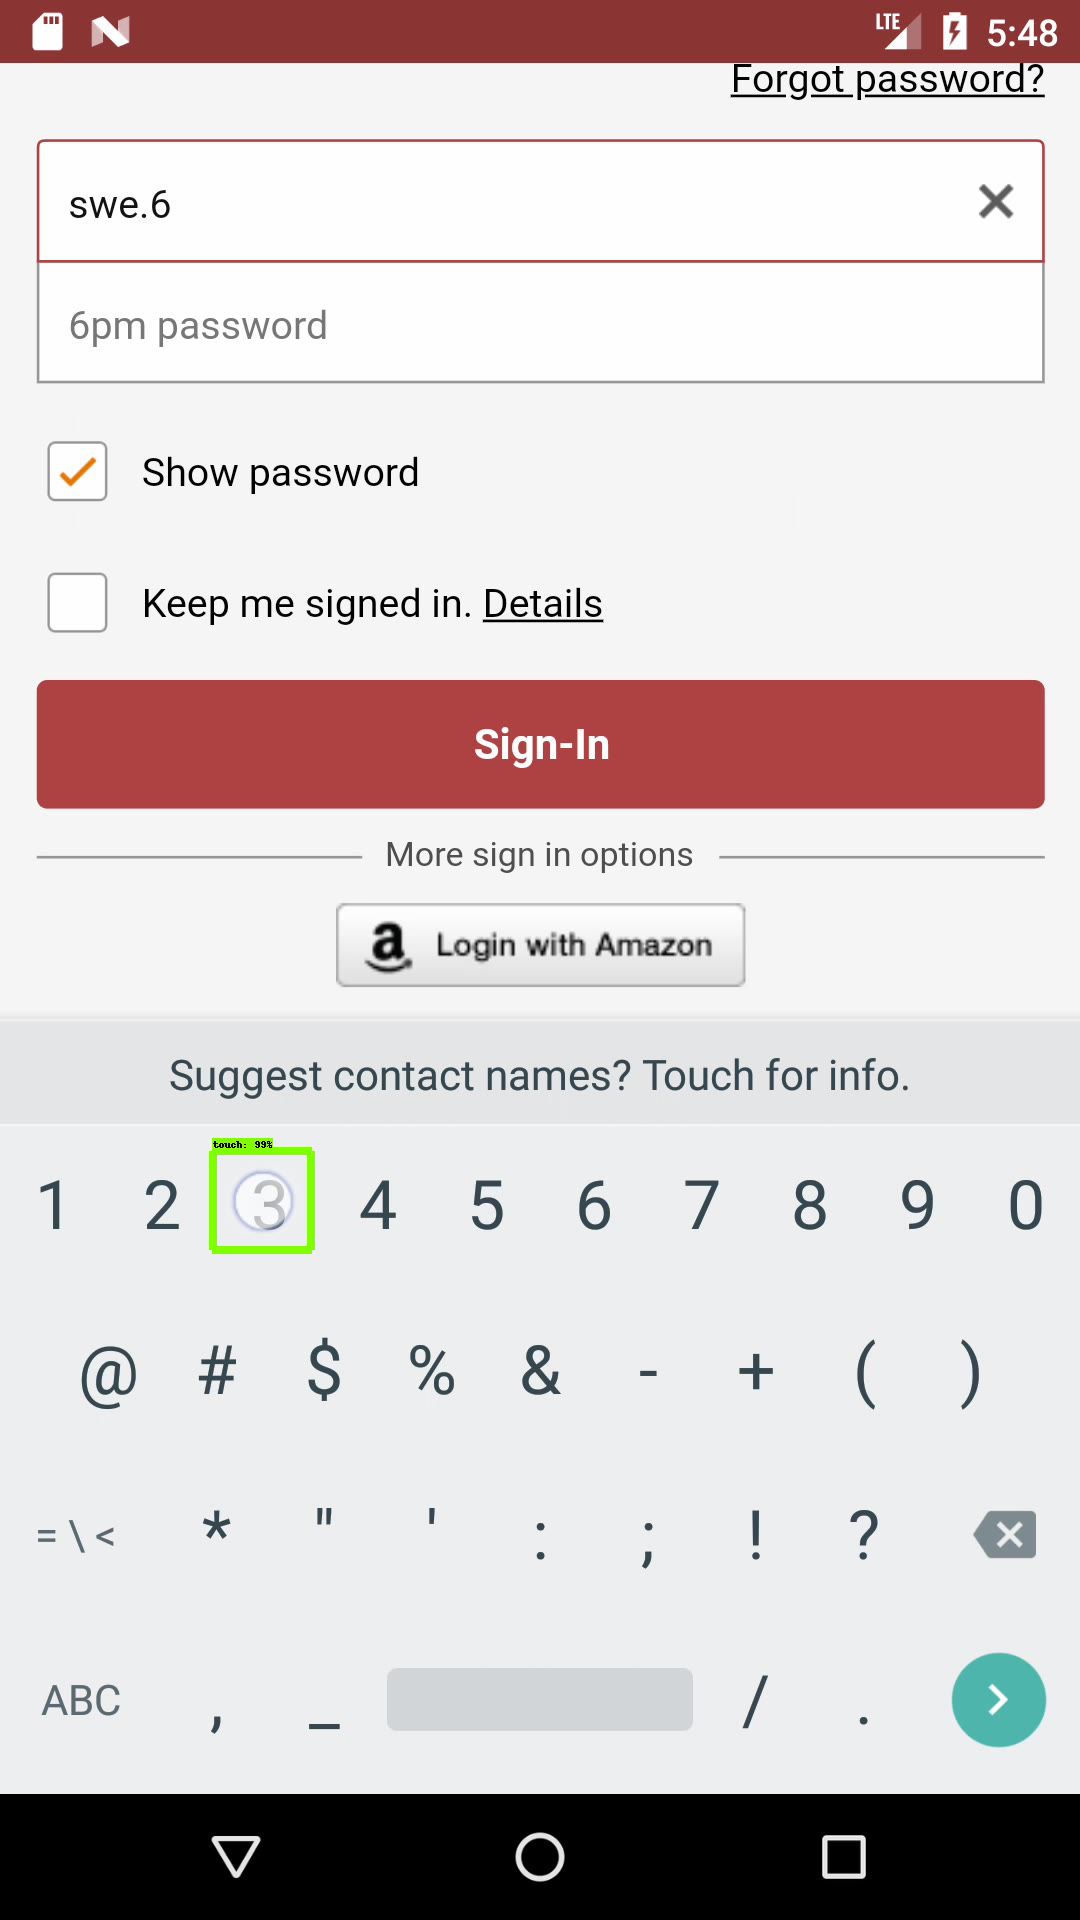 LTE 5:48
Forgot password?
swe.6
6pm password
Show password
Keep me signed in. Details
Sign-In
More sign in options
a Login with Amazon
Suggest contact names? Touch for info.
touch: 99%
1 2 3 4 5 6 7 8 9 0
@ # $ % & - + ( )
= \ < * " ' : ; ! ?
ABC , _ / .